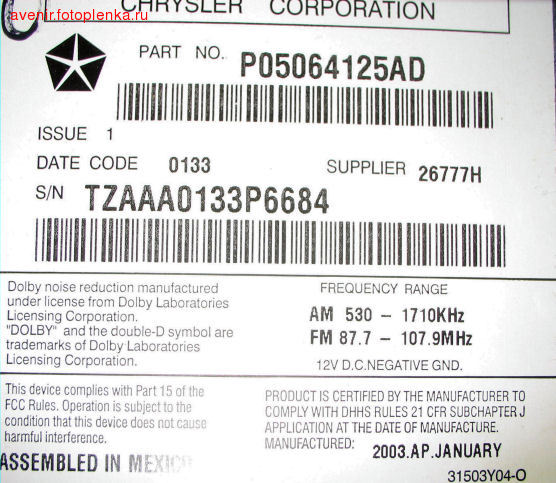 CHRYSLER CORPORATION
avenir.fotoplenka.ru
PART NO. P05064125AD
ISSUE 1
DATE CODE 0133 SUPPLIER 26777H
S/N TZAAA0133P6684
Dolby noise reduction manufactured
under license from Dolby Laboratories
Licensing Corporation.
"DOLBY" and the double-D symbol are
trademarks of Dolby Laboratories
Licensing Corporation.
FREQUENCY RANGE
AM 530 - 1710KHz
FM 87.7 - 107.9MHz
12V D.C.NEGATIVE GND.
This device complies with Part 15 of the
FCC Rules. Operation is subject to the
condition that this device does not cause
harmful interference.
ASSEMBLED IN MEXICO
PRODUCT IS CERTIFIED BY THE MANUFACTURER TO
COMPLY WITH DHHS RULES 21 CFR SUBCHAPTER J
APPLICATION AT THE DATE OF MANUFACTURE.
MANUFACTURED: 2003.AP.JANUARY
31503Y04-O